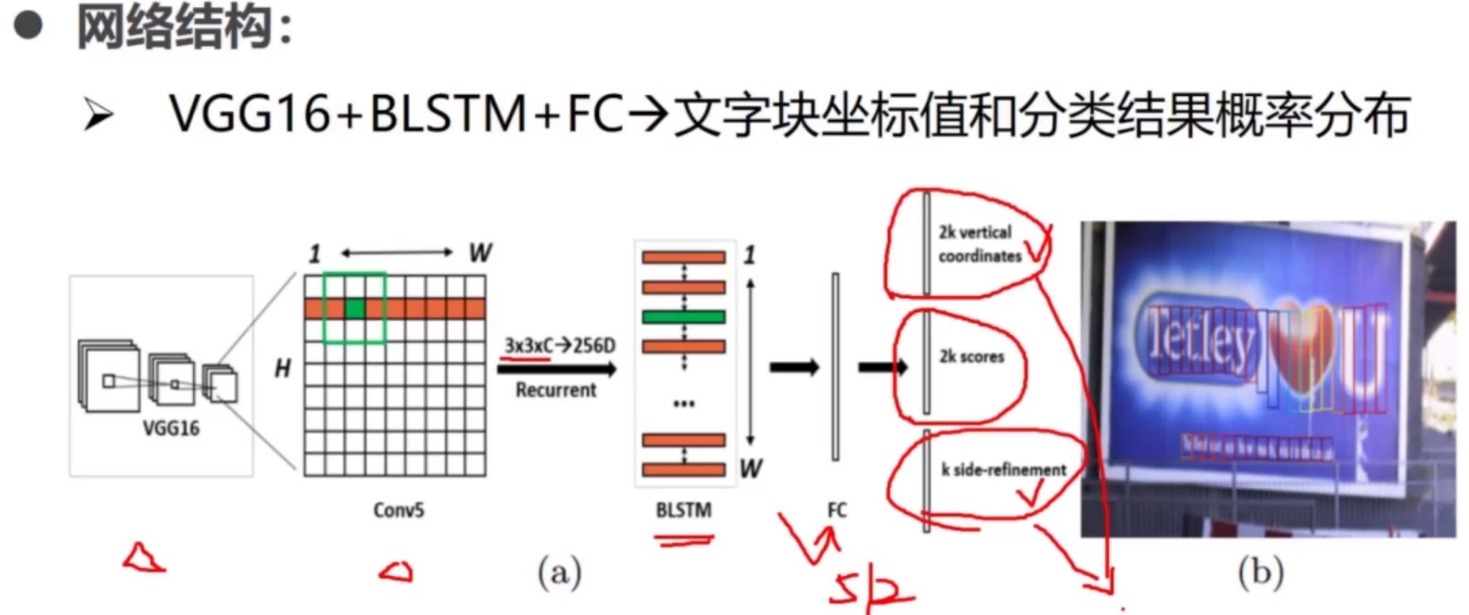 网络结构：
VGG16+BLSTM+FC→文字块坐标值和分类结果概率分布
1 W
H
VGG16
Conv5
3x3xC→256D
Recurrent
1
...
W
BLSTM
FC
2k vertical
coordinates
2k scores
k side-refinement
512
(a)
Tetley U
(b)